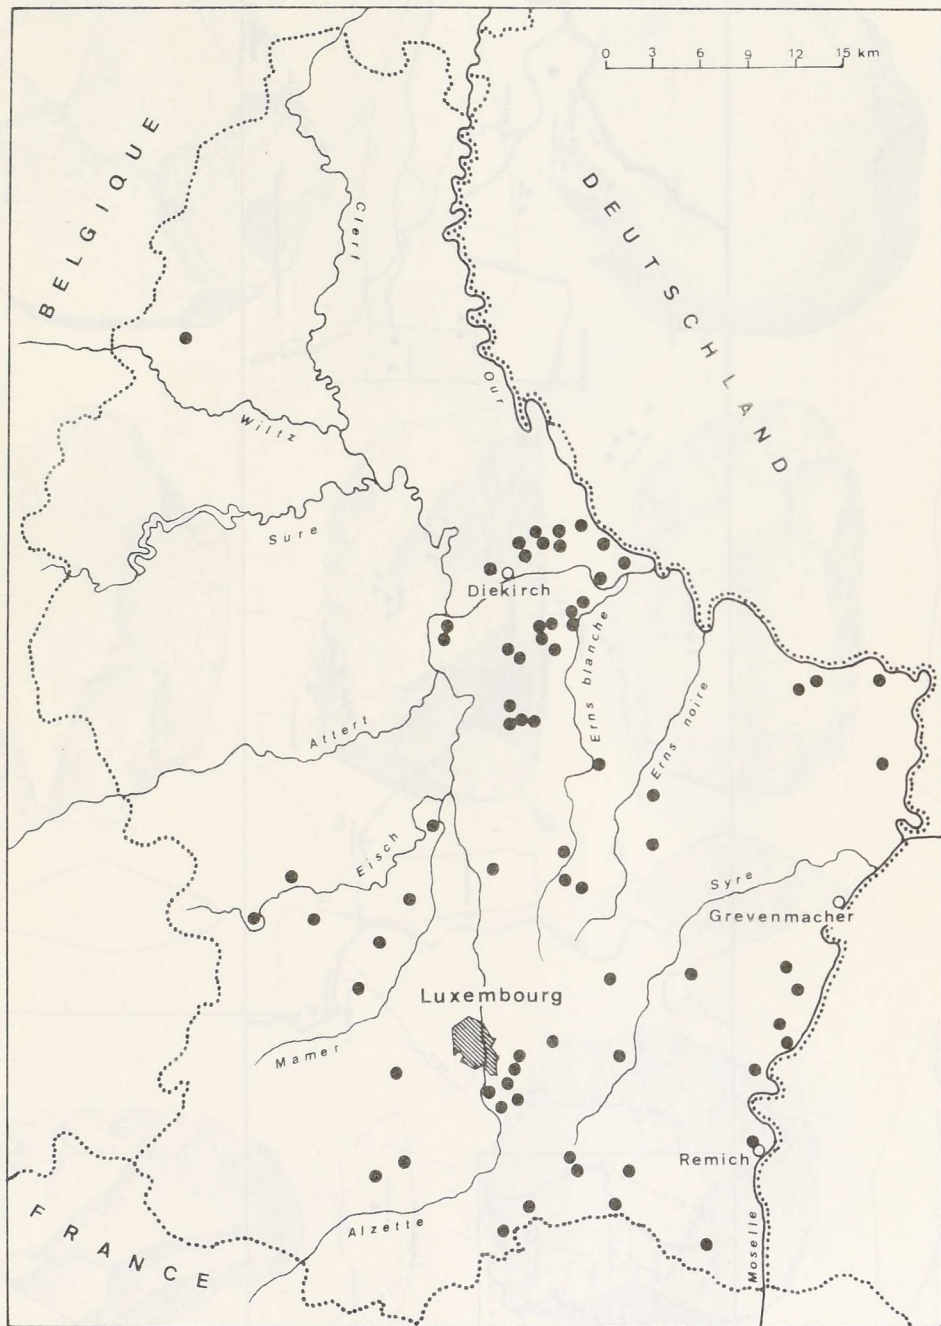 0 3 6 9 12 15 km
BELGIQUE
DEUTSCHLAND
Clerf
Our
Wiltz
Sure
Diekirch
Erns blanche
Erns noire
Attert
Eisch
Syre
Grevenmacher
Luxembourg
Mamer
Remich
Alzette
Moselle
FRANCE